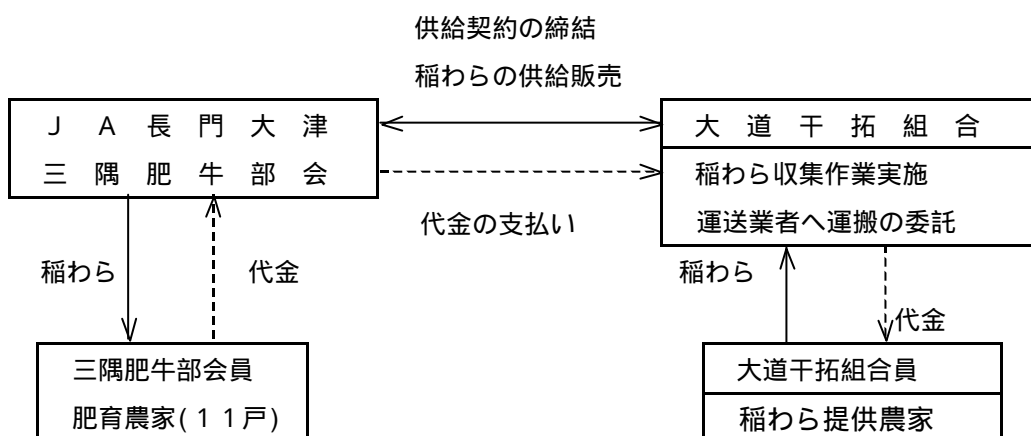 供給契約の締結
稲わらの供給販売
JA長門大津
三隅肥牛部会
大道干拓組合
稲わら収集作業実施
運送業者へ運搬の委託
代金の支払い
稲わら
代金
稲わら
代金
三隅肥牛部会員
肥育農家(11戸)
大道干拓組合員
稲わら提供農家